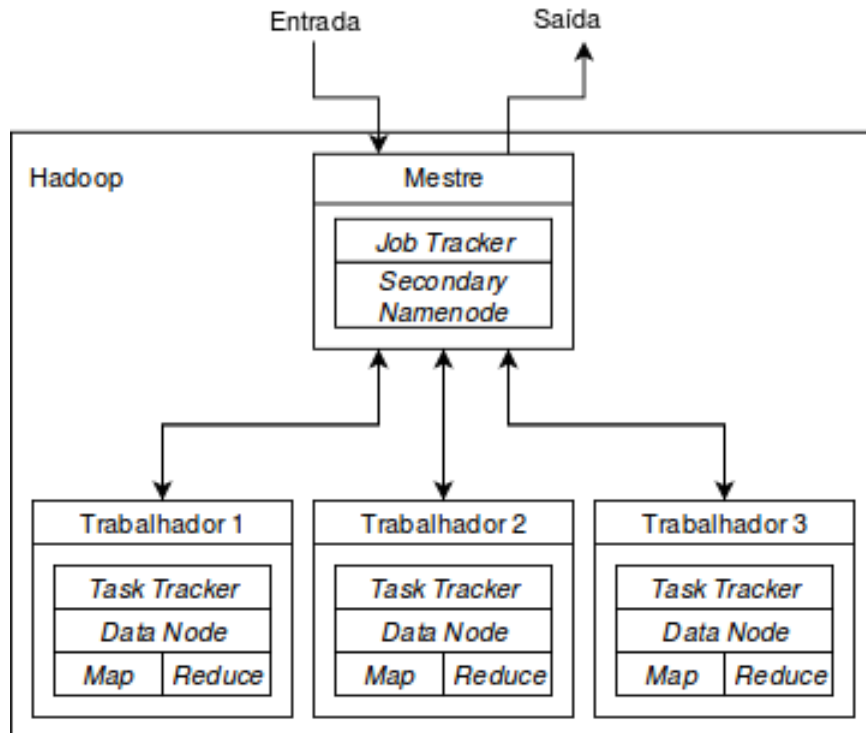 Entrada
Saída
Hadoop
Mestre
Job Tracker
Secondary
Namenode
Trabalhador 1
Task Tracker
Data Node
Map
Reduce
Trabalhador 2
Task Tracker
Data Node
Map
Reduce
Trabalhador 3
Task Tracker
Data Node
Map
Reduce